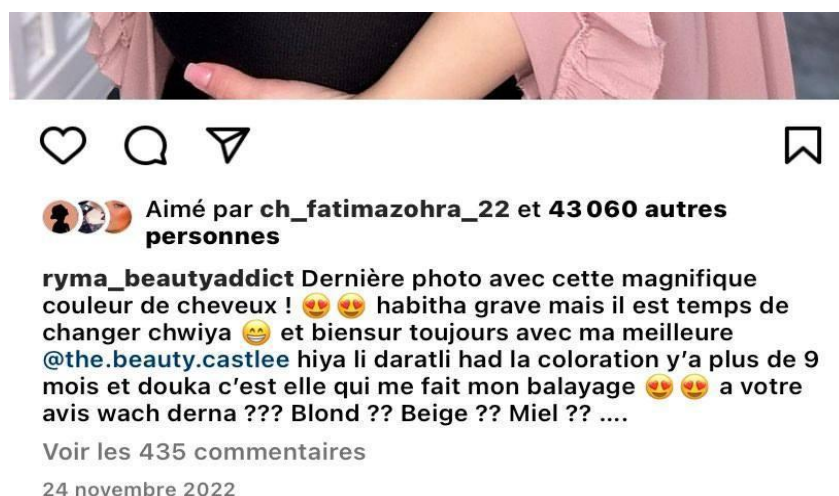 Aimé par ch_fatimazohra_22 et 43 060 autres
personnes
ryma_beautyaddict Dernière photo avec cette magnifique
couleur de cheveux ! 😍 😍 habitha grave mais il est temps de
changer chwiya 😁 et biensur toujours avec ma meilleure
@the.beauty.castlee hiya li daratli had la coloration y'a plus de 9
mois et douka c'est elle qui me fait mon balayage 😍 😍 a votre
avis wach derna ??? Blond ?? Beige ?? Miel ?? ....
Voir les 435 commentaires
24 novembre 2022